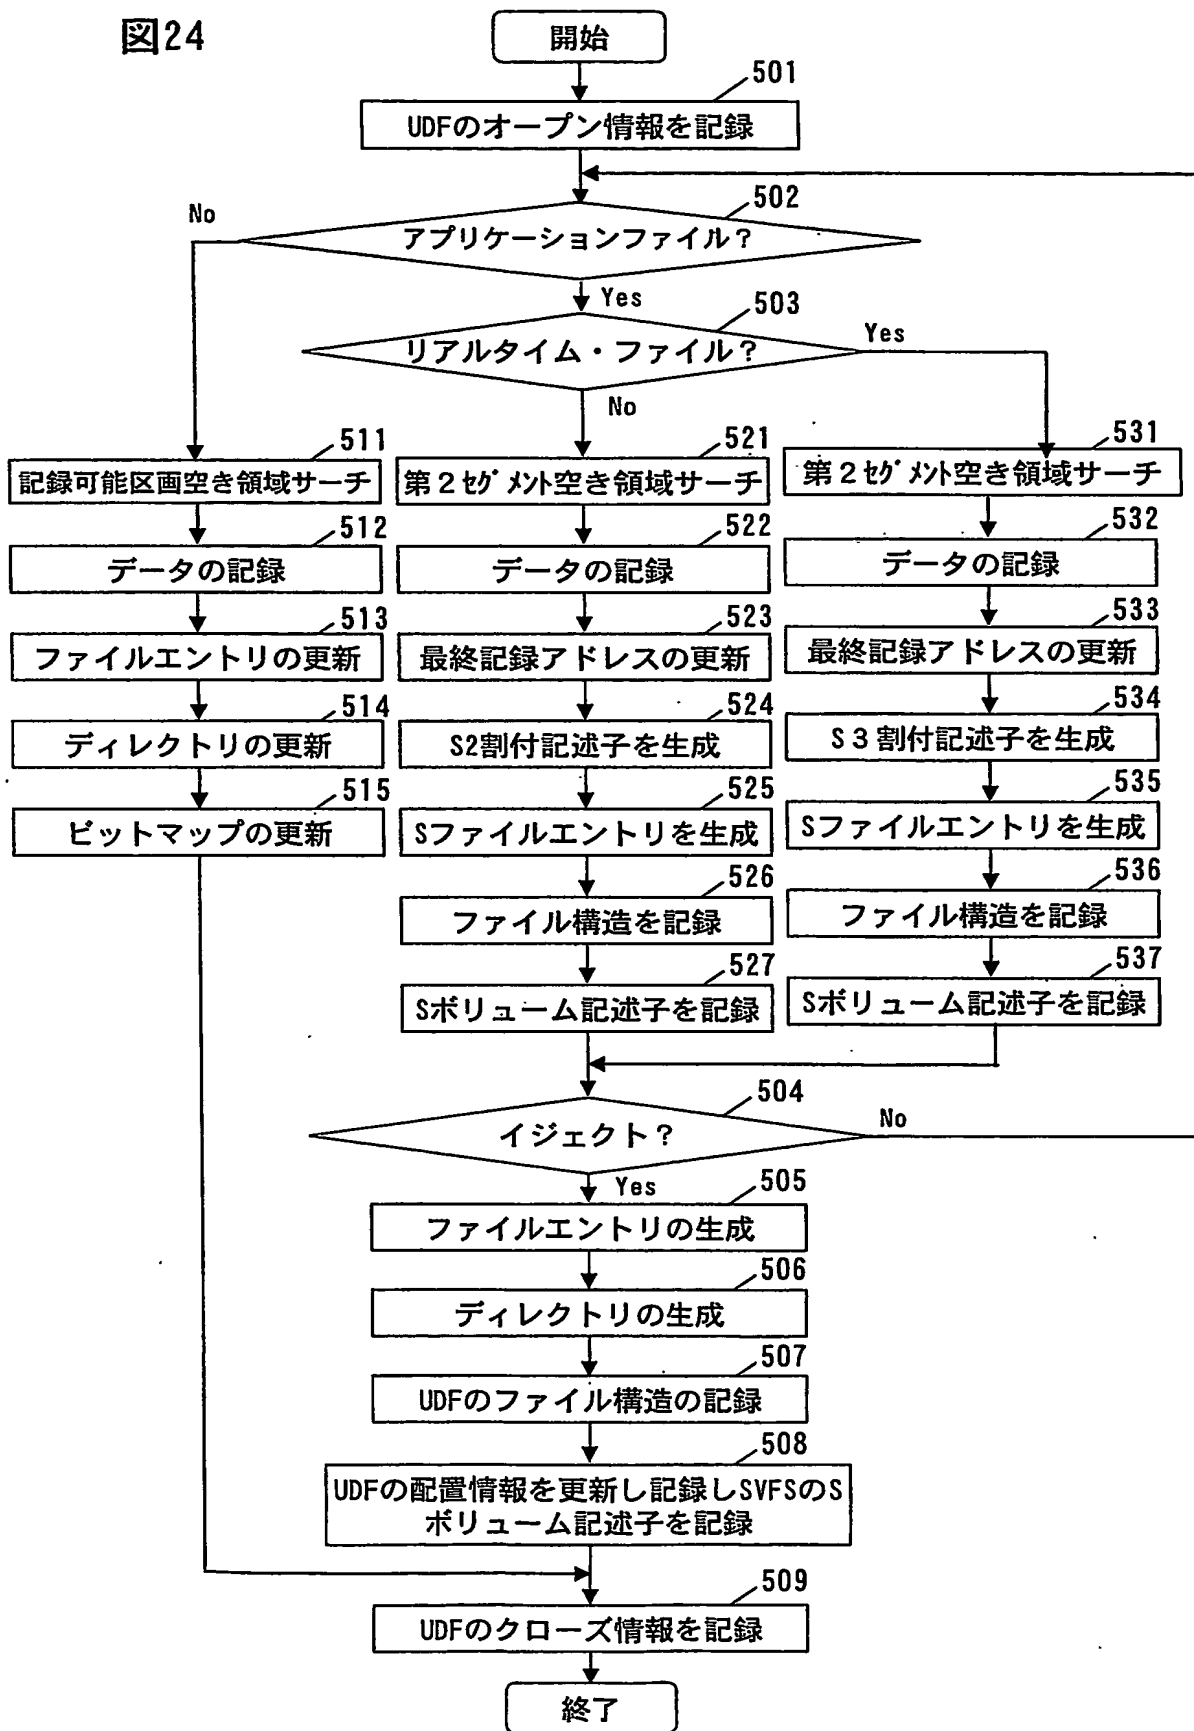 図24
開始
501
UDFのオープン情報を記録
502
No
アプリケーションファイル？
Yes
503
リアルタイム・ファイル？
Yes
No
511
記録可能区画空き領域サーチ
521
第２セグメント空き領域サーチ
531
第２セグメント空き領域サーチ
512
データの記録
522
データの記録
532
データの記録
513
ファイルエントリの更新
523
最終記録アドレスの更新
533
最終記録アドレスの更新
514
ディレクトリの更新
524
S2割付記述子を生成
534
S３割付記述子を生成
515
ビットマップの更新
525
Sファイルエントリを生成
535
Sファイルエントリを生成
526
ファイル構造を記録
536
ファイル構造を記録
527
Sボリューム記述子を記録
537
Sボリューム記述子を記録
504
イジェクト？
No
Yes
505
ファイルエントリの生成
506
ディレクトリの生成
507
UDFのファイル構造の記録
508
UDFの配置情報を更新し記録しSVFSのS
ボリューム記述子を記録
509
UDFのクローズ情報を記録
終了